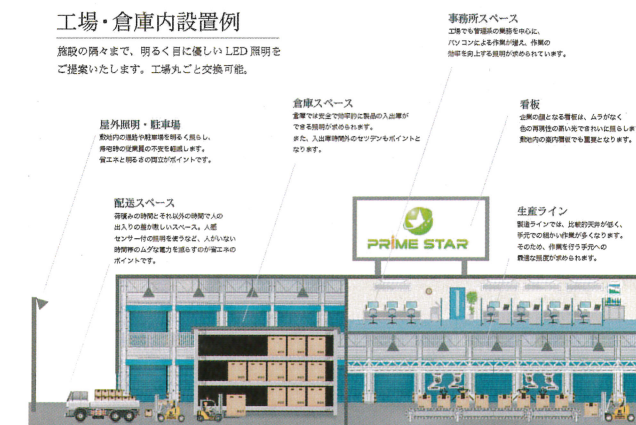 工場・倉庫内設置例
施設の隅々まで、明るく目に優しい LED 照明を
ご提案いたします。工場丸ごと交換可能。
事務所スペース
工場でも管理系の業務を中心に、
パソコンによる作業が増え、作業の
効率を向上する照明が求められています。
倉庫スペース
倉庫では安全で効率的に製品の入出庫が
できる照明が求められます。
また、入出庫時間外のセツデンもポイントと
なります。
看板
企業の顔となる看板は、ムラがなく
色の再現性の高い光できれいに照らしま
敷地内の案内看板でも重要となります。
屋外照明・駐車場
敷地内の通路や駐車場を明るく照らし、
帰宅時の従業員の不安を軽減します。
省エネと明るさの両立がポイントです。
配送スペース
荷積みの時間とそれ以外の時間で人の
出入りの差が激しいスペース。人感
センサー付の照明を使うなど、人がいない
時間帯のムダな電力を減らすのが省エネの
ポイントです。
生産ライン
製造ラインでは、比較的天井が低く、
手元での細かい作業が多くなります。
そのため、作業を行う手元への
最適な照度が求められます。
PRIME STAR